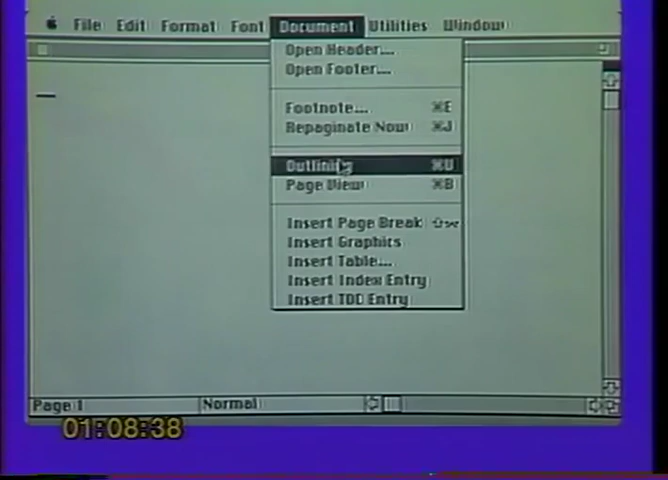 File Edit Format Font Document Utilities Window
Open Header...
Open Footer...
Footnote... ⌘E
Repaginate Now ⌘J
Outlining ⌘U
Page View ⌘B
Insert Page Break
Insert Graphics
Insert Table...
Insert Index Entry
Insert TOC Entry
Page 1 Normal
01:08:38